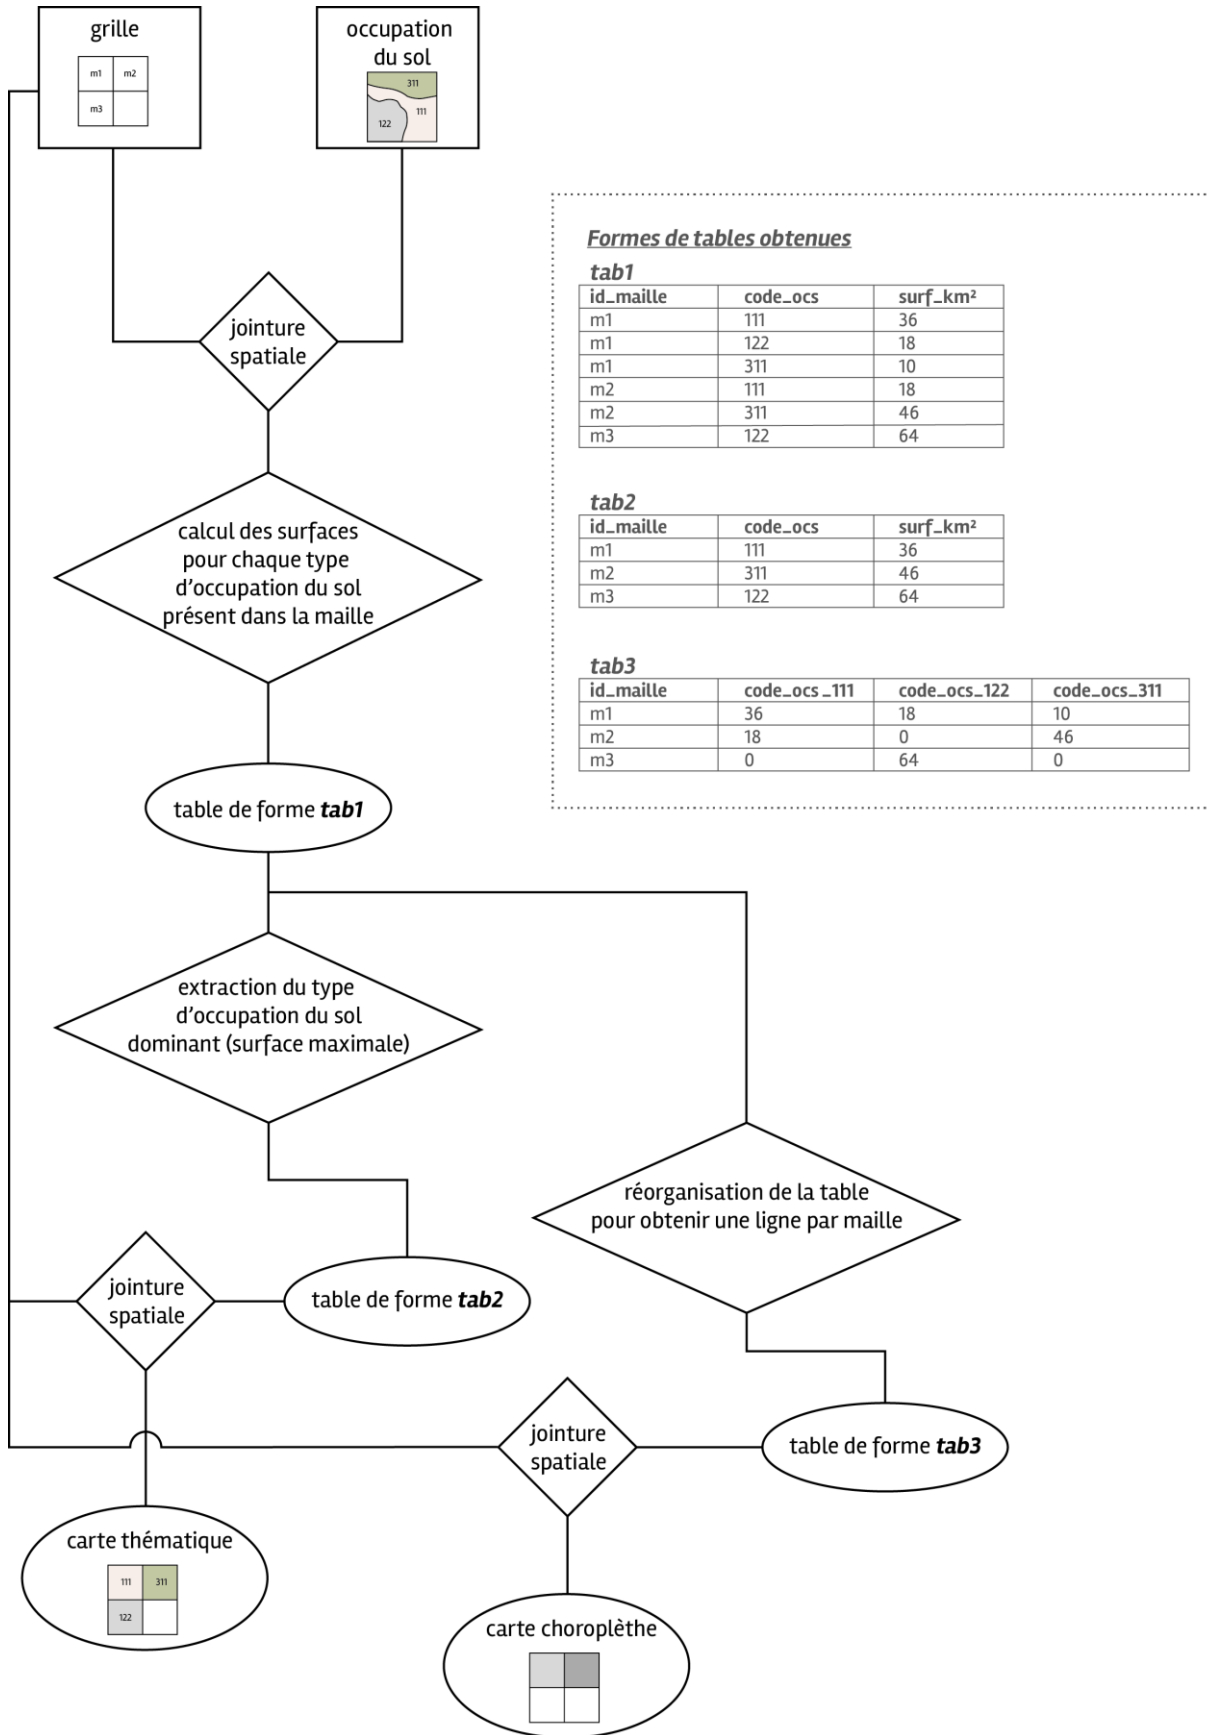 grille
m1 m2
m3
occupation
du sol
311
111
122
jointure
spatiale
calcul des surfaces
pour chaque type
d'occupation du sol
présent dans la maille
table de forme tab1
Formes de tables obtenues
tab1
id_maille code_ocs surf_km²
m1 111 36
m1 122 18
m1 311 10
m2 111 18
m2 311 46
m3 122 64
tab2
id_maille code_ocs surf_km²
m1 111 36
m2 311 46
m3 122 64
tab3
id_maille code_ocs_111 code_ocs_122 code_ocs_311
m1 36 18 10
m2 18 0 46
m3 0 64 0
extraction du type
d'occupation du sol
dominant (surface maximale)
réorganisation de la table
pour obtenir une ligne par maille
jointure
spatiale
table de forme tab2
jointure
spatiale
table de forme tab3
carte thématique
111 311
122
carte choroplèthe